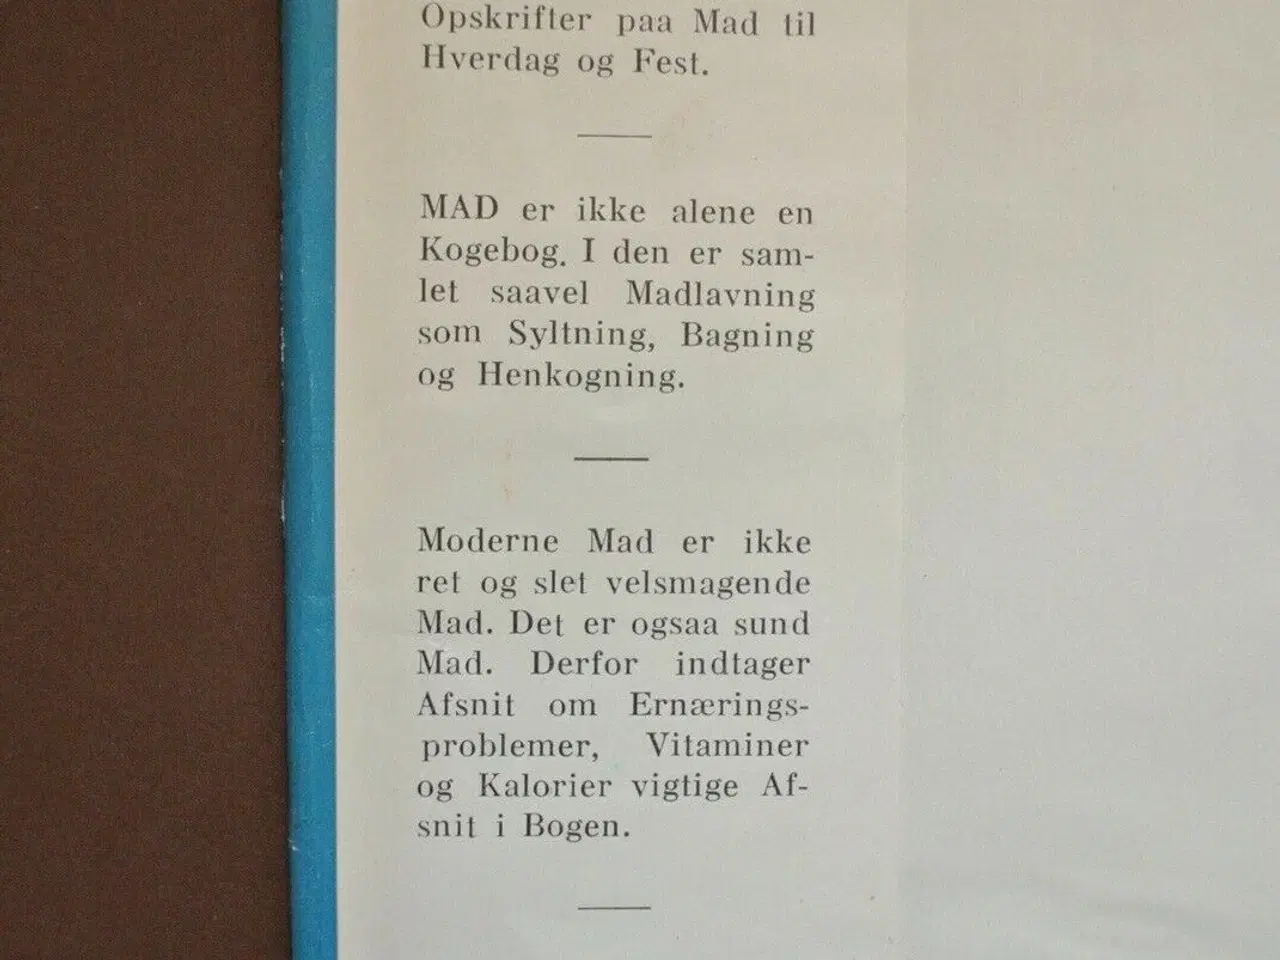 Opskrifter paa Mad til
Hverdag og Fest.
MAD er ikke alene en
Kogebog. I den er sam-
let saavel Madlavning
som Syltning, Bagning
og Henkogning.
Moderne Mad er ikke
ret og slet velsmagende
Mad. Det er ogsaa sund
Mad. Derfor indtager
Afsnit om Ernærings-
problemer, Vitaminer
og Kalorier vigtige Af-
snit i Bogen.